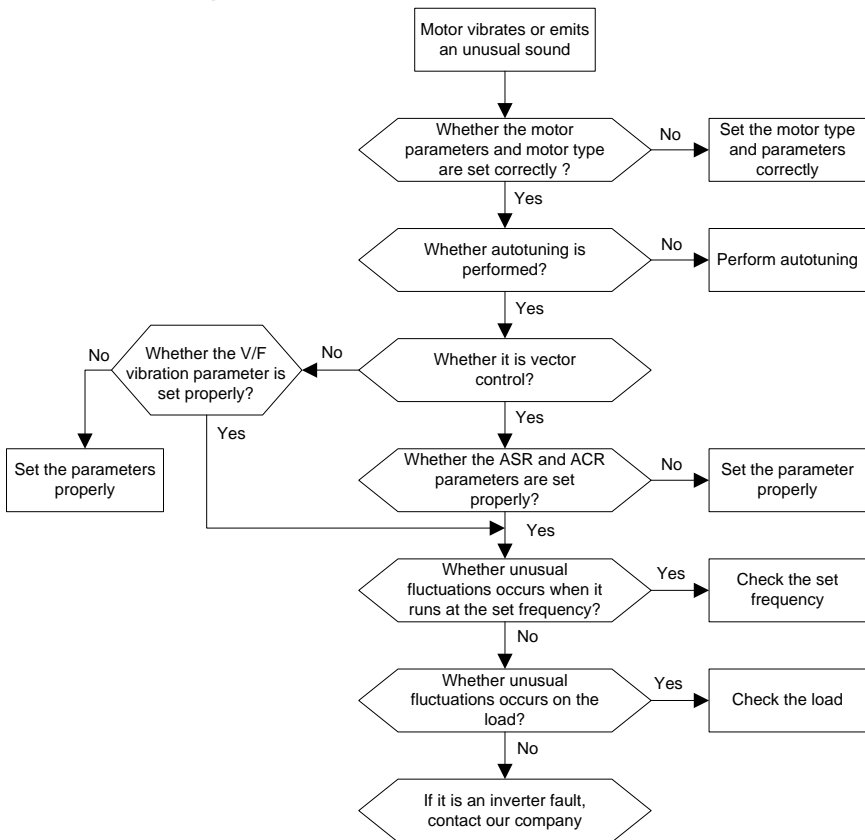 Motor vibrates or emits
an unusual sound
Whether the motor
parameters and motor type
are set correctly ?
No
Set the motor type
and parameters
correctly
Yes
Whether autotuning is
performed?
No
Perform autotuning
Yes
Whether it is vector
control?
No
Whether the V/F
vibration parameter is
set properly?
No
Set the parameters
properly
Yes
Yes
Whether the ASR and ACR
parameters are set
properly?
No
Set the parameter
properly
Yes
Whether unusual
fluctuations occurs when it
runs at the set frequency?
Yes
Check the set
frequency
No
Whether unusual
fluctuations occurs on the
load?
Yes
Check the load
No
If it is an inverter fault,
contact our company